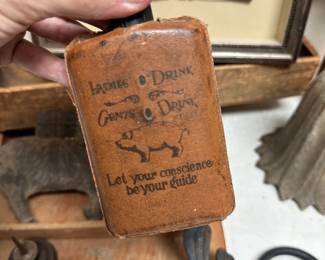 LADIES DRINK
GENTS DRINK
Let your conscience
be your guide